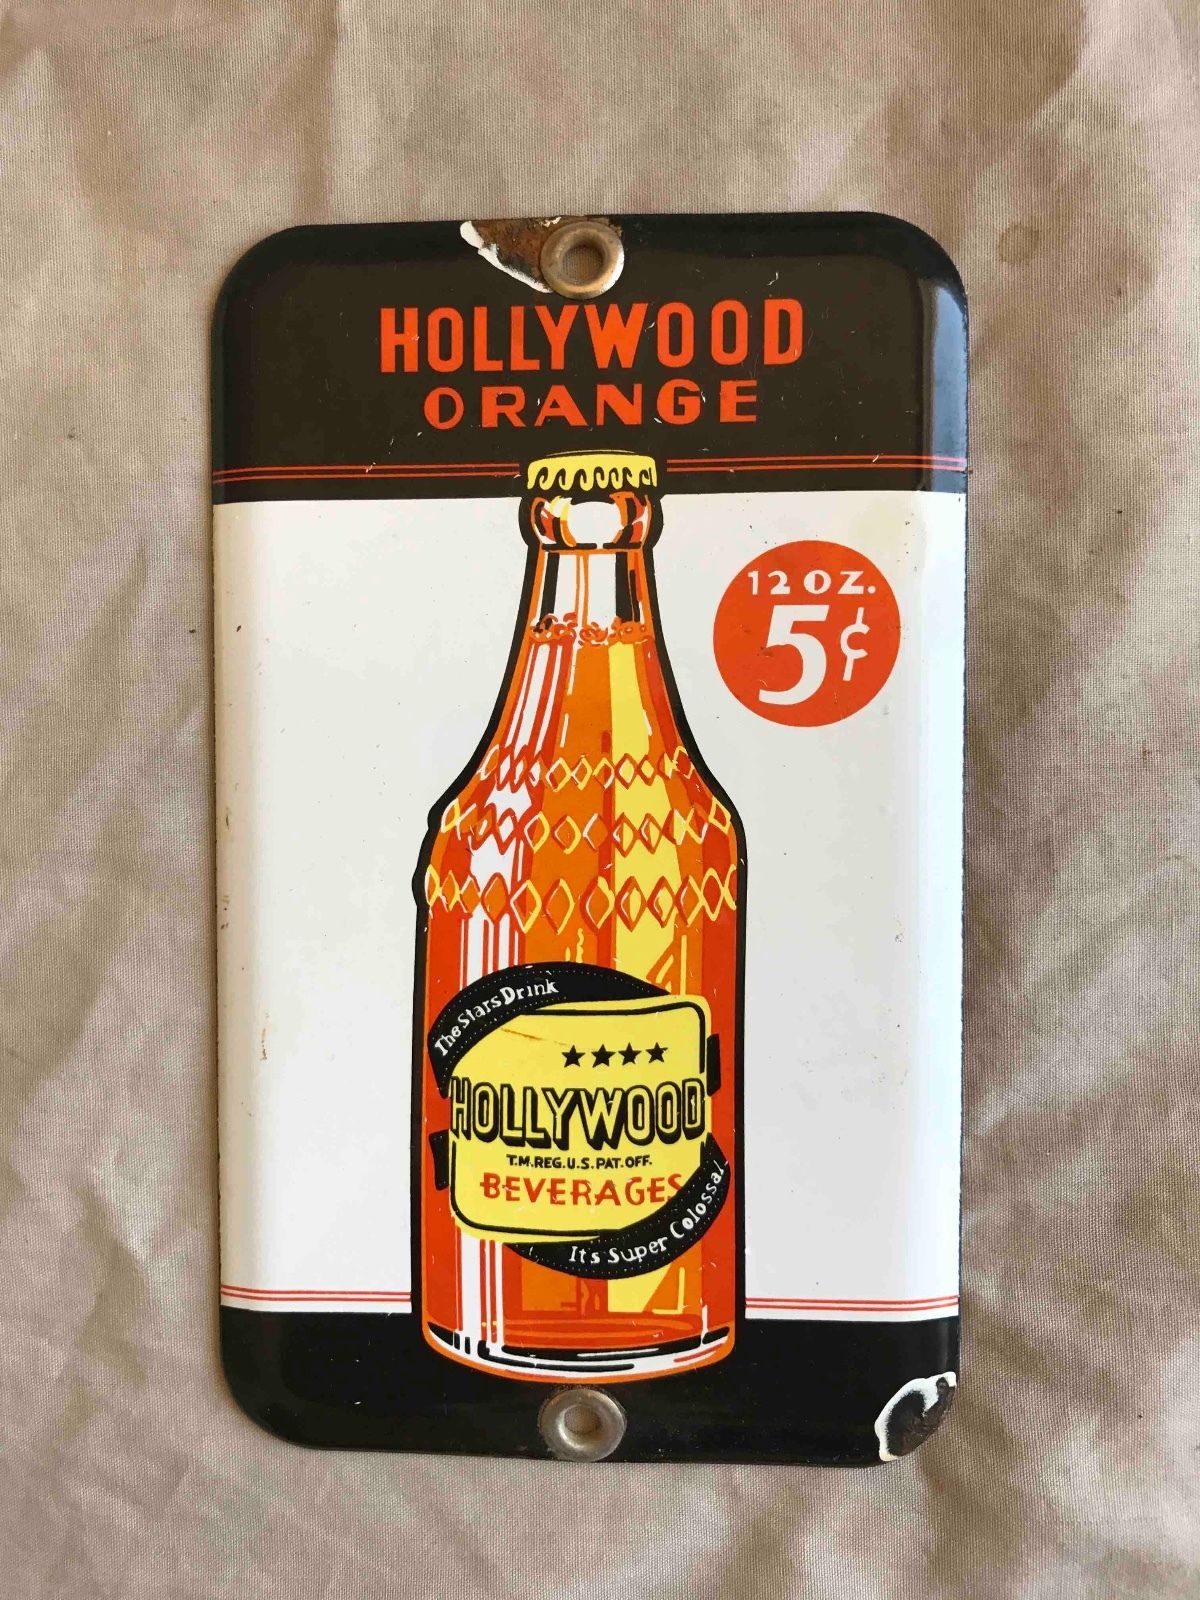 HOLLYWOOD
ORANGE
12 OZ.
5¢
The Stars Drink
HOLLYWOOD
T.M.REG.U.S.PAT.OFF.
BEVERAGES
It's Super Colossal